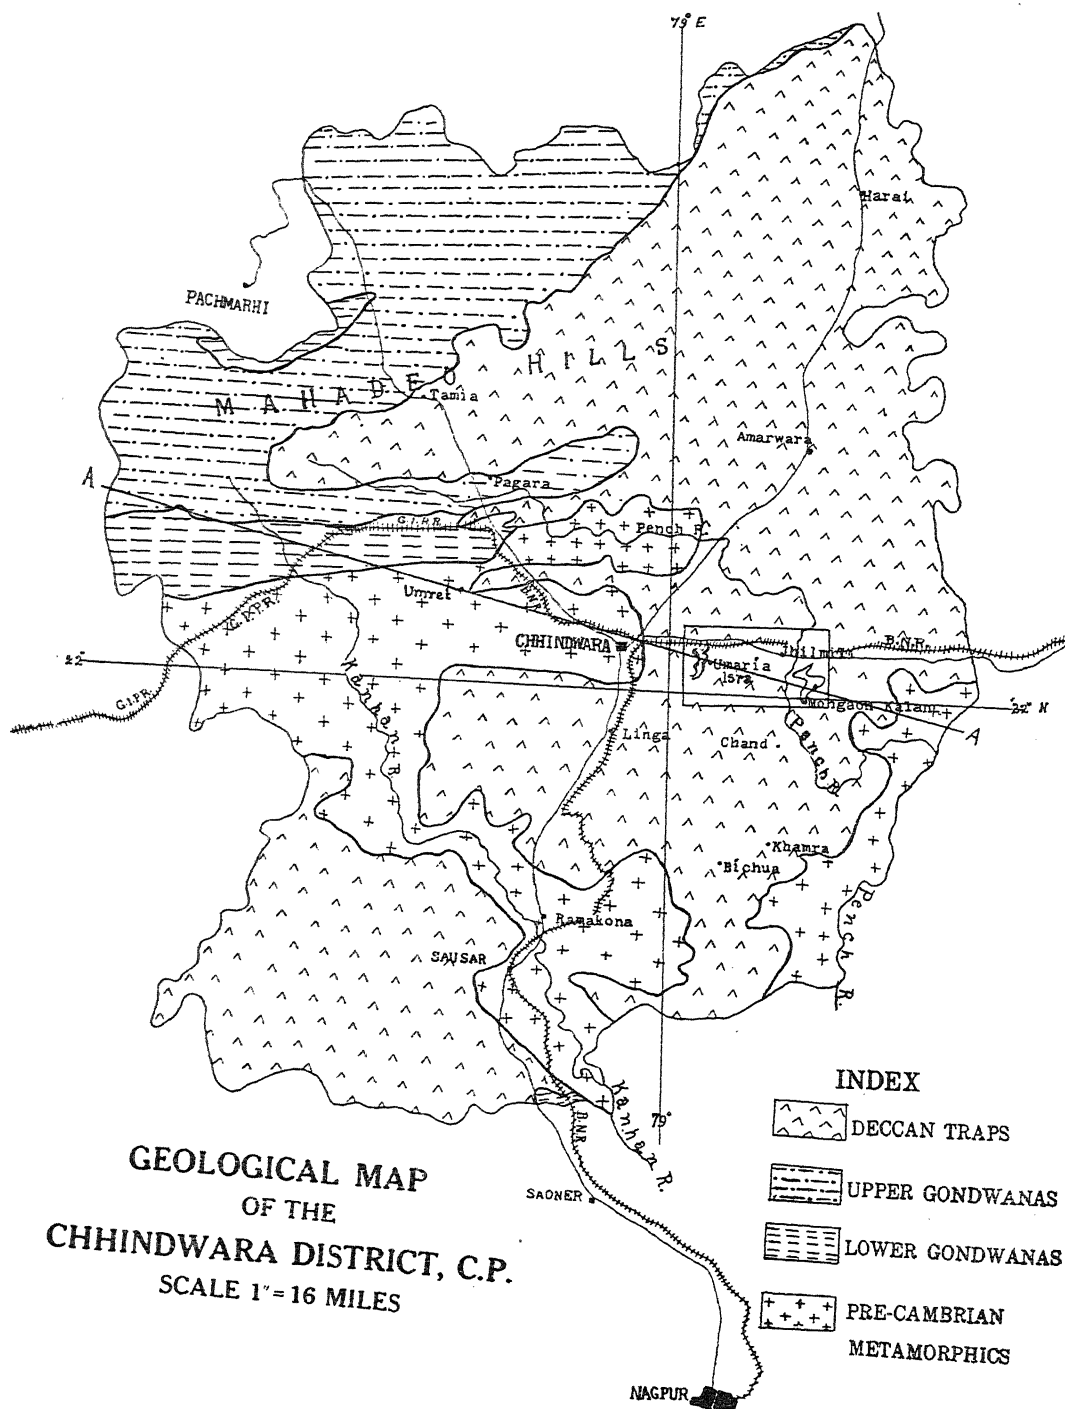 79° E
Harai
PACHMARHI
MAHADEO HILLS
Tamia
Amarwara
A
Pagara
G.I.P.R.
Pench R.
Umret
B.N.R.
G.I.P.R.
CHHINDWARA
Jhilmili
B.N.R.
22°
Umaria
Isra
Kanhan R.
G.I.P.R.
Mohgaon Kalan
22° N
Linga
Chand
Pench R.
A
Khamra
Bichua
Pench R.
Ramakona
SAUSAR
Kanhan R.
B.N.R.
79°
SAONER
NAGPUR
INDEX
DECCAN TRAPS
UPPER GONDWANAS
LOWER GONDWANAS
PRE-CAMBRIAN
METAMORPHICS
GEOLOGICAL MAP
OF THE
CHHINDWARA DISTRICT, C.P.
SCALE 1″ = 16 MILES